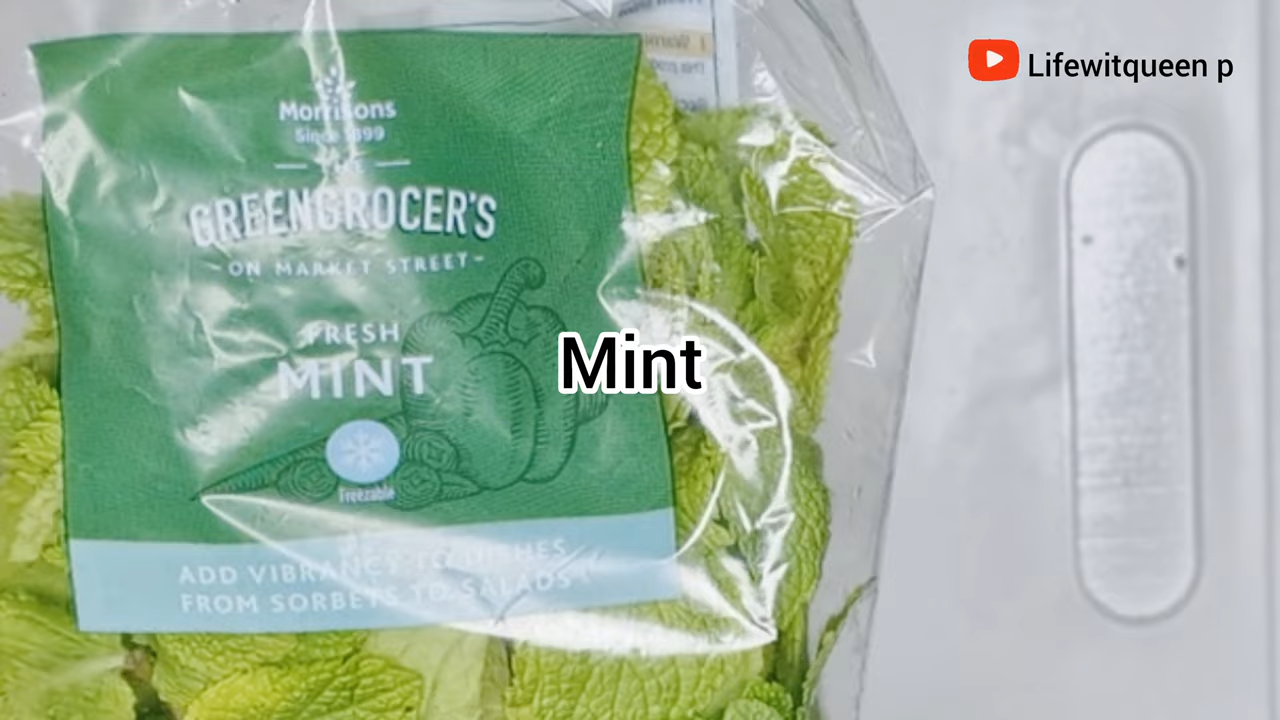 Lifewitqueen p
Morrisons
Since 1899
THE
GREENGROCER'S
-ON MARKET STREET-
FRESH
MINT
Mint
Freezable
ADD VIBRANCY TO DISHES
FROM SORBETS TO SALADS